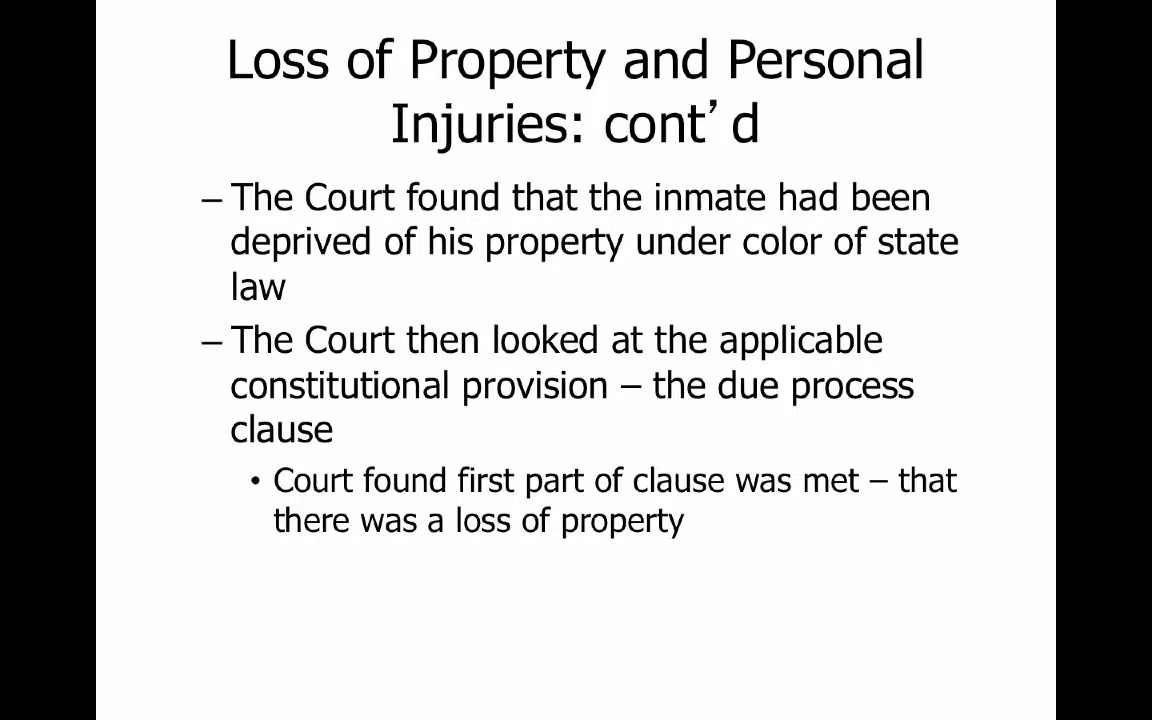 Loss of Property and Personal
Injuries: cont’d
– The Court found that the inmate had been
deprived of his property under color of state
law
– The Court then looked at the applicable
constitutional provision – the due process
clause
• Court found first part of clause was met – that
there was a loss of property